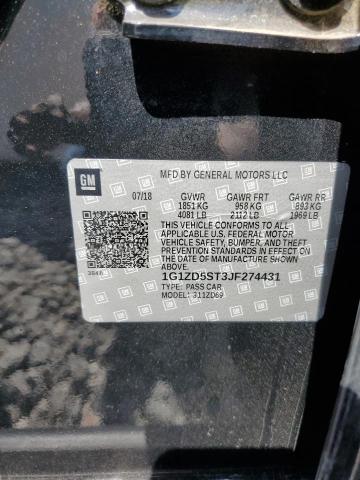 GM
MFD BY GENERAL MOTORS LLC
07/18 GVWR GAWR FRT GAWR RR
1851 KG 958 KG 893 KG
4081 LB 2112 LB 1969 LB
THIS VEHICLE CONFORMS TO ALL
APPLICABLE U.S. FEDERAL MOTOR
VEHICLE SAFETY, BUMPER, AND THEFT
PREVENTION STANDARDS IN EFFECT ON
THE DATE OF MANUFACTURE SHOWN
ABOVE.
1G1ZD5ST3JF274431
TYPE: PASS CAR
MODEL: 311ZD69